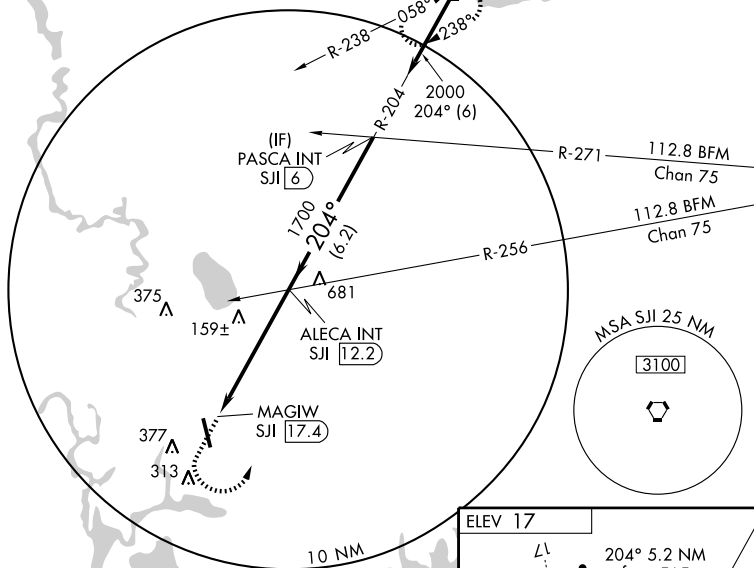 058°
R-238
238°
2000
204° (6)
R-204
(IF)
PASCA INT
SJI 6
R-271
112.8 BFM
Chan 75
1700
204°
(6.2)
112.8 BFM
Chan 75
R-256
681
375
159±
ALECA INT
SJI 12.2
MSA SJI 25 NM
3100
MAGIW
SJI 17.4
377
313
10 NM
ELEV 17
17
204° 5.2 NM